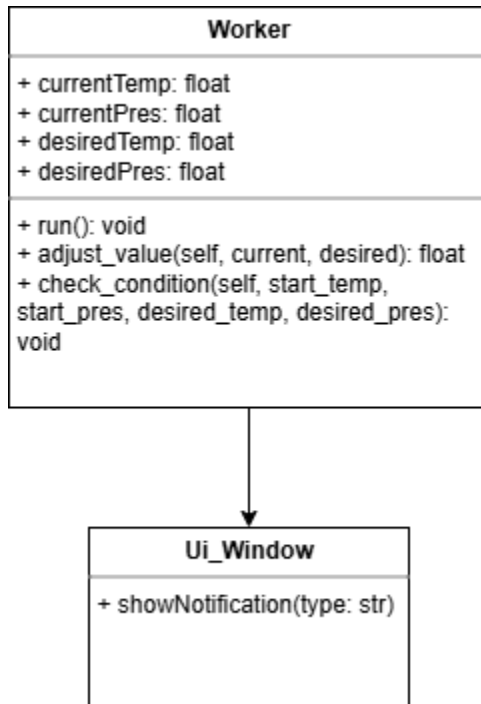 Worker
+ currentTemp: float
+ currentPres: float
+ desiredTemp: float
+ desiredPres: float
+ run(): void
+ adjust_value(self, current, desired): float
+ check_condition(self, start_temp,
start_pres, desired_temp, desired_pres):
void
Ui_Window
+ showNotification(type: str)